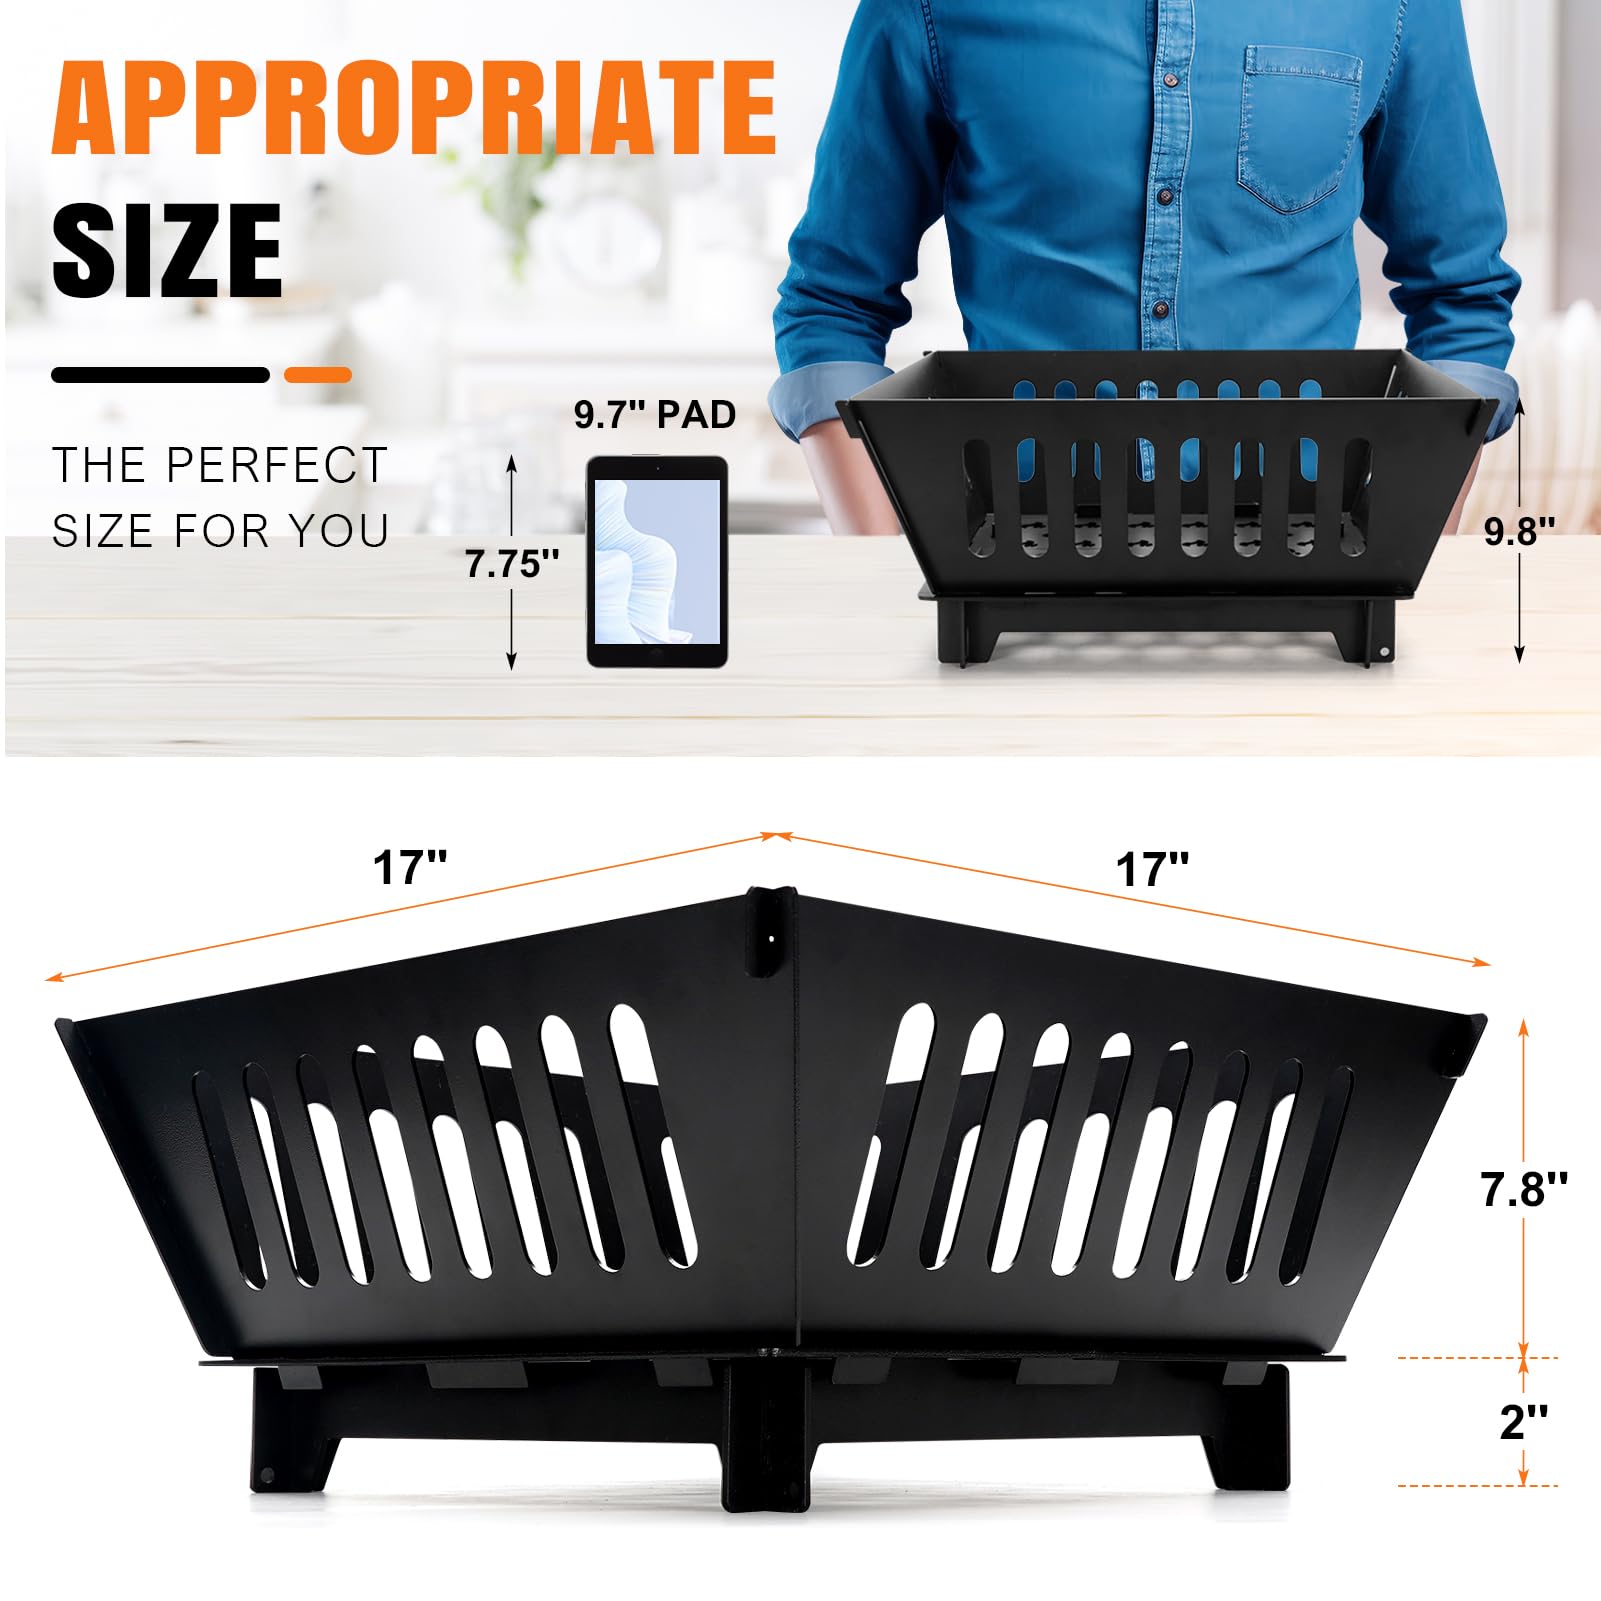 APPROPRIATE
SIZE
THE PERFECT
SIZE FOR YOU
9.7" PAD
7.75"
9.8"
17"
17"
7.8"
2"